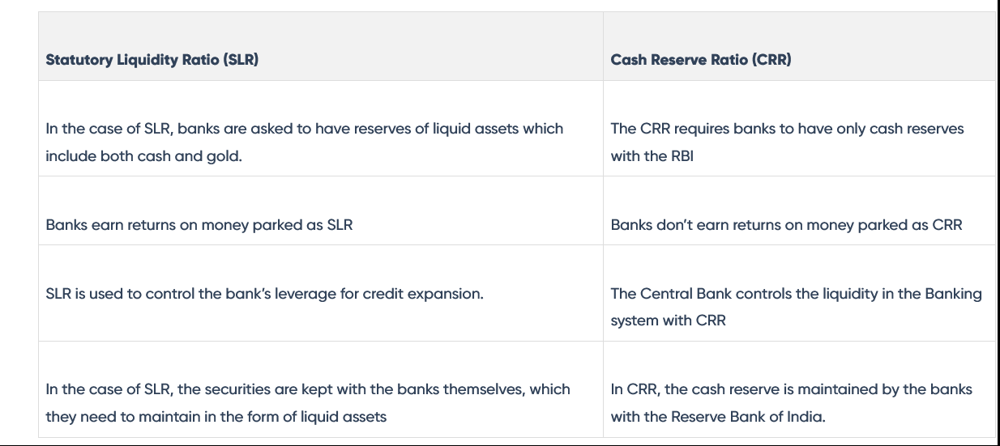 Statutory Liquidity Ratio (SLR)
Cash Reserve Ratio (CRR)
In the case of SLR, banks are asked to have reserves of liquid assets which
include both cash and gold.
The CRR requires banks to have only cash reserves
with the RBI
Banks earn returns on money parked as SLR
Banks don’t earn returns on money parked as CRR
SLR is used to control the bank’s leverage for credit expansion.
The Central Bank controls the liquidity in the Banking
system with CRR
In the case of SLR, the securities are kept with the banks themselves, which
they need to maintain in the form of liquid assets
In CRR, the cash reserve is maintained by the banks
with the Reserve Bank of India.